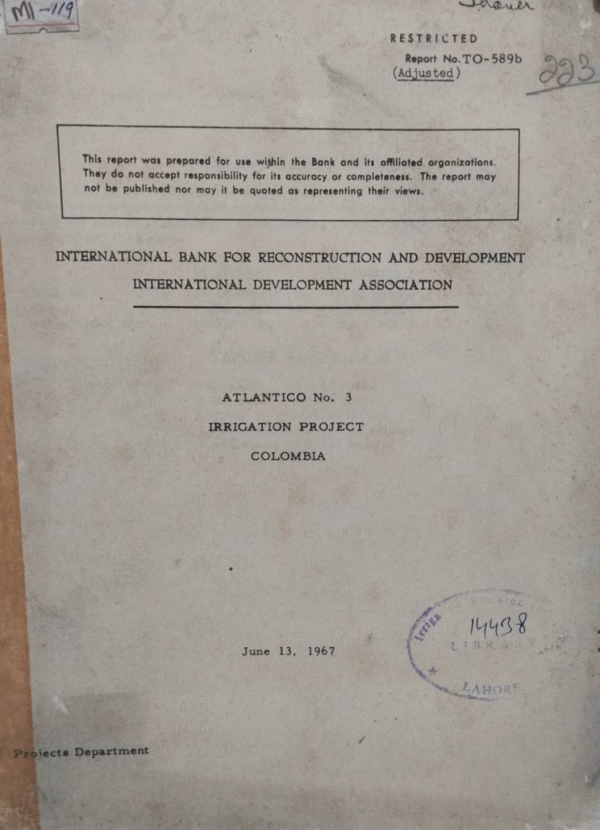 MI-119
RESTRICTED
Report No. TO-589b
(Adjusted)
223
This report was prepared for use within the Bank and its affiliated organizations.
They do not accept responsibility for its accuracy or completeness. The report may
not be published nor may it be quoted as representing their views.
INTERNATIONAL BANK FOR RECONSTRUCTION AND DEVELOPMENT
INTERNATIONAL DEVELOPMENT ASSOCIATION
ATLANTICO No. 3
IRRIGATION PROJECT
COLOMBIA
14438
LIBRARY
LAHORE
June 13, 1967
Projects Department